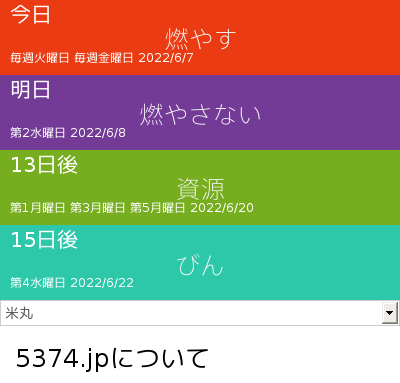 今日
燃やす
毎週火曜日 毎週金曜日 2022/6/7
明日
燃やさない
第2水曜日 2022/6/8
13日後
資源
第1月曜日 第3月曜日 第5月曜日 2022/6/20
15日後
びん
第4水曜日 2022/6/22
米丸
5374.jpについて